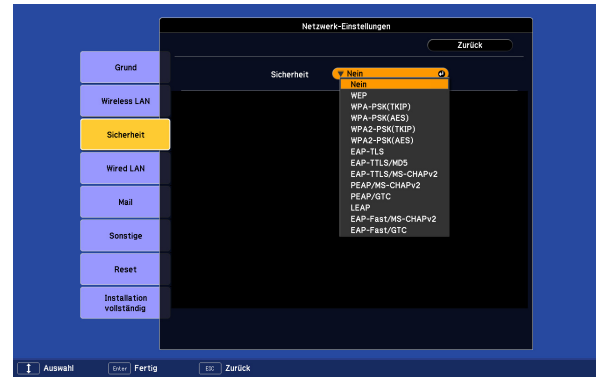 Netzwerk-Einstellungen
Zurück
Grund
Wireless LAN
Sicherheit
Wired LAN
Mail
Sonstige
Reset
Installation
vollständig
Sicherheit
Nein
Nein
WEP
WPA-PSK(TKIP)
WPA-PSK(AES)
WPA2-PSK(TKIP)
WPA2-PSK(AES)
EAP-TLS
EAP-TTLS/MD5
EAP-TTLS/MS-CHAPv2
PEAP/MS-CHAPv2
PEAP/GTC
LEAP
EAP-Fast/MS-CHAPv2
EAP-Fast/GTC
Auswahl Enter Fertig ESC Zurück